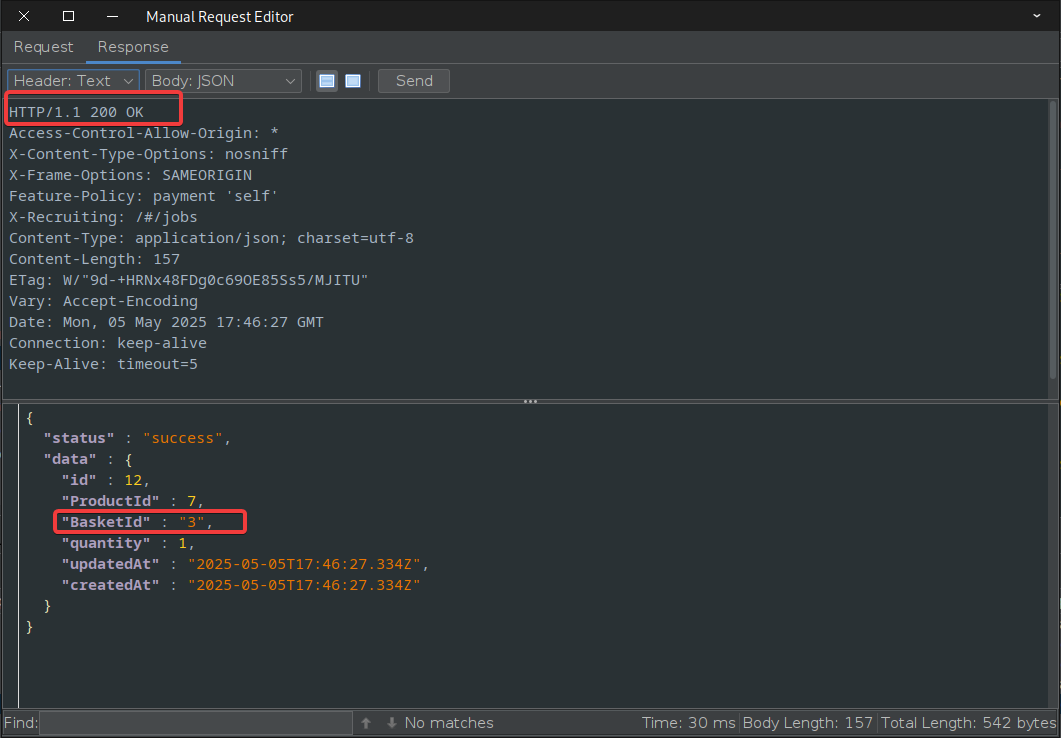 Manual Request Editor
Request Response
Header: Text Body: JSON Send
HTTP/1.1 200 OK
Access-Control-Allow-Origin: *
X-Content-Type-Options: nosniff
X-Frame-Options: SAMEORIGIN
Feature-Policy: payment 'self'
X-Recruiting: /#/jobs
Content-Type: application/json; charset=utf-8
Content-Length: 157
ETag: W/"9d-+HRNx48FDg0c69OE85Ss5/MJITU"
Vary: Accept-Encoding
Date: Mon, 05 May 2025 17:46:27 GMT
Connection: keep-alive
Keep-Alive: timeout=5
{
"status" : "success",
"data" : {
"id" : 12,
"ProductId" : 7,
"BasketId" : "3",
"quantity" : 1,
"updatedAt" : "2025-05-05T17:46:27.334Z",
"createdAt" : "2025-05-05T17:46:27.334Z"
}
}
Find: No matches Time: 30 ms Body Length: 157 Total Length: 542 bytes